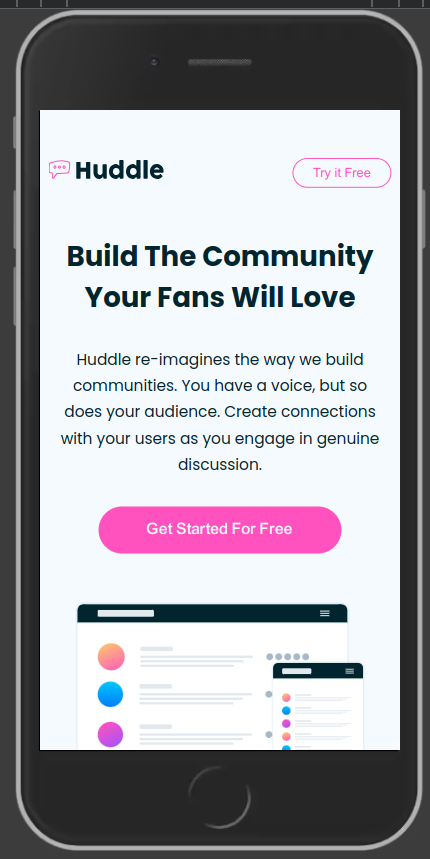 Huddle
Try it Free
Build The Community
Your Fans Will Love
Huddle re-imagines the way we build
communities. You have a voice, but so
does your audience. Create connections
with your users as you engage in genuine
discussion.
Get Started For Free